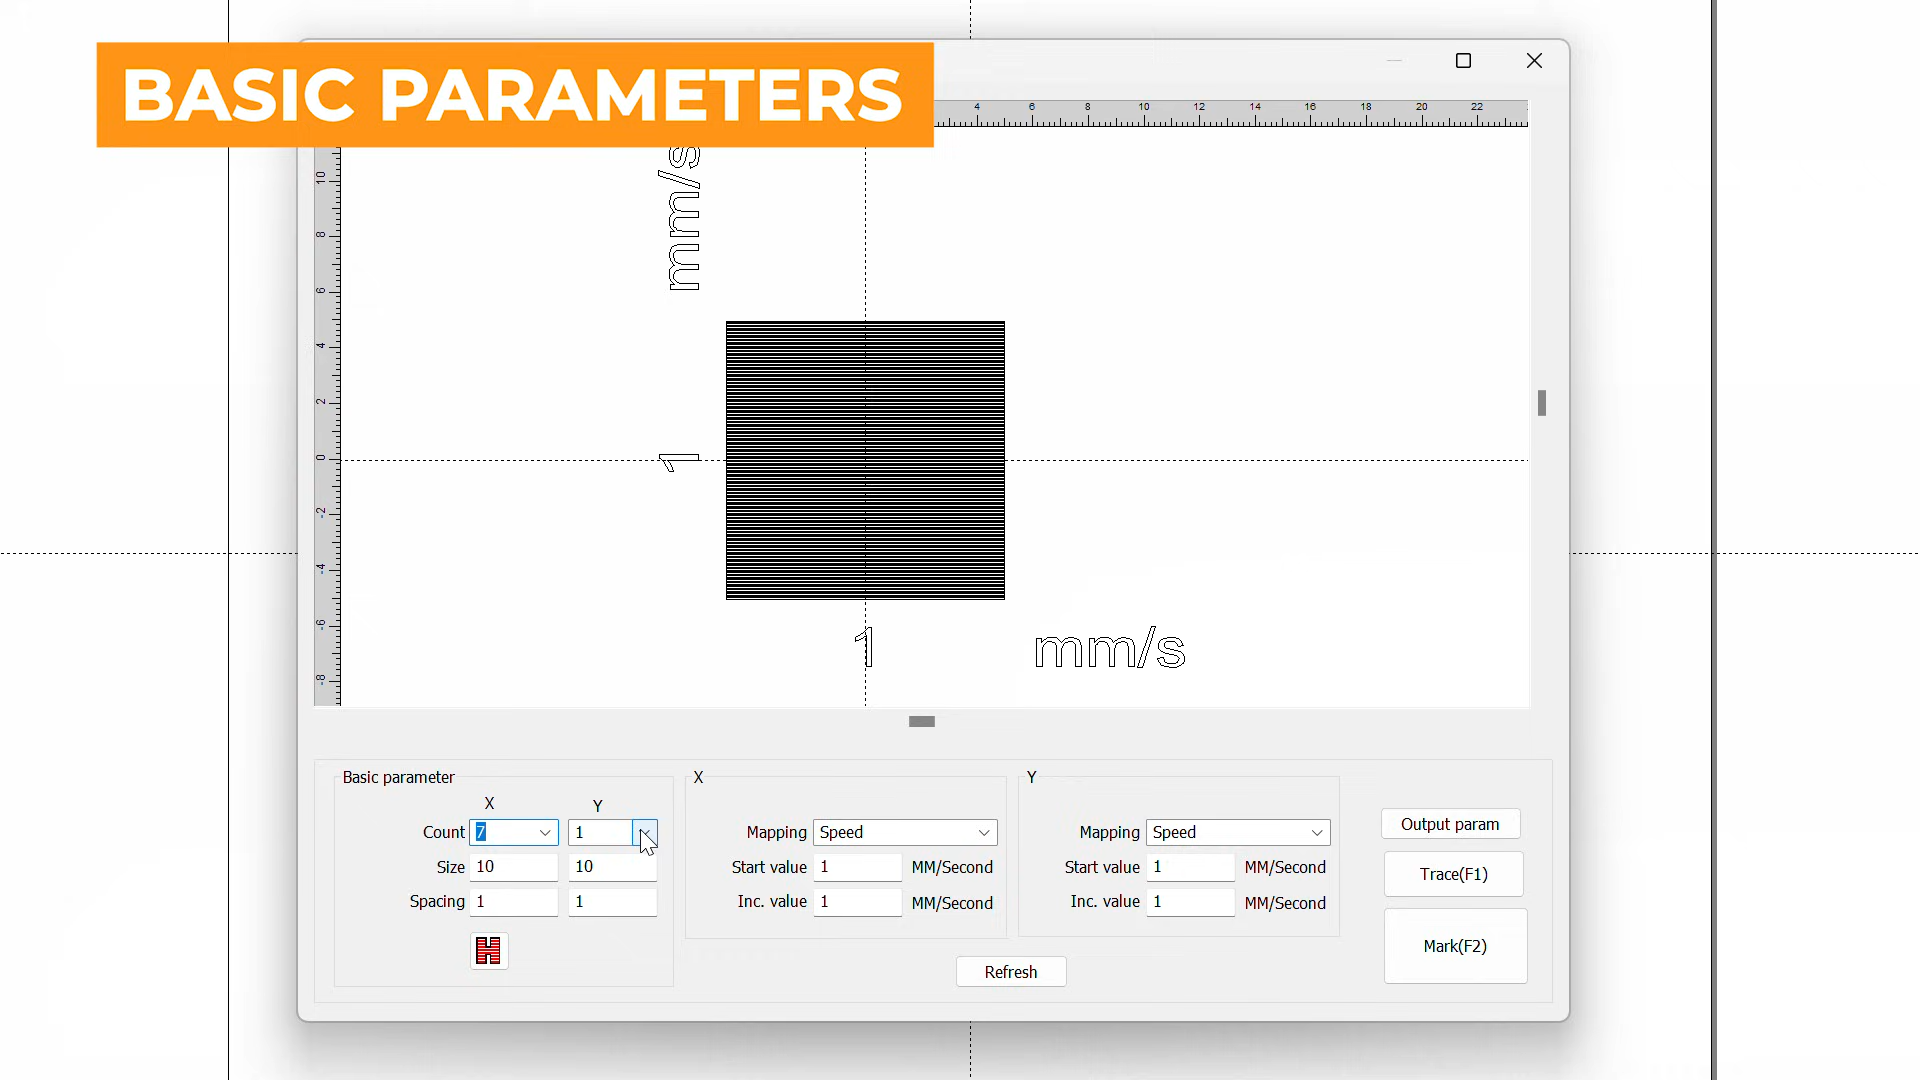 BASIC PARAMETERS
4 6 8 10 12 14 16 18 20 22
10
8
6
4
2
0
-2
-4
-6
-8
mm/s
1
1 mm/s
Basic parameter
X Y
Count 7 1
Size 10 10
Spacing 1 1
H
X
Mapping Speed
Start value 1 MM/Second
Inc. value 1 MM/Second
Y
Mapping Speed
Start value 1 MM/Second
Inc. value 1 MM/Second
Refresh
Output param
Trace(F1)
Mark(F2)